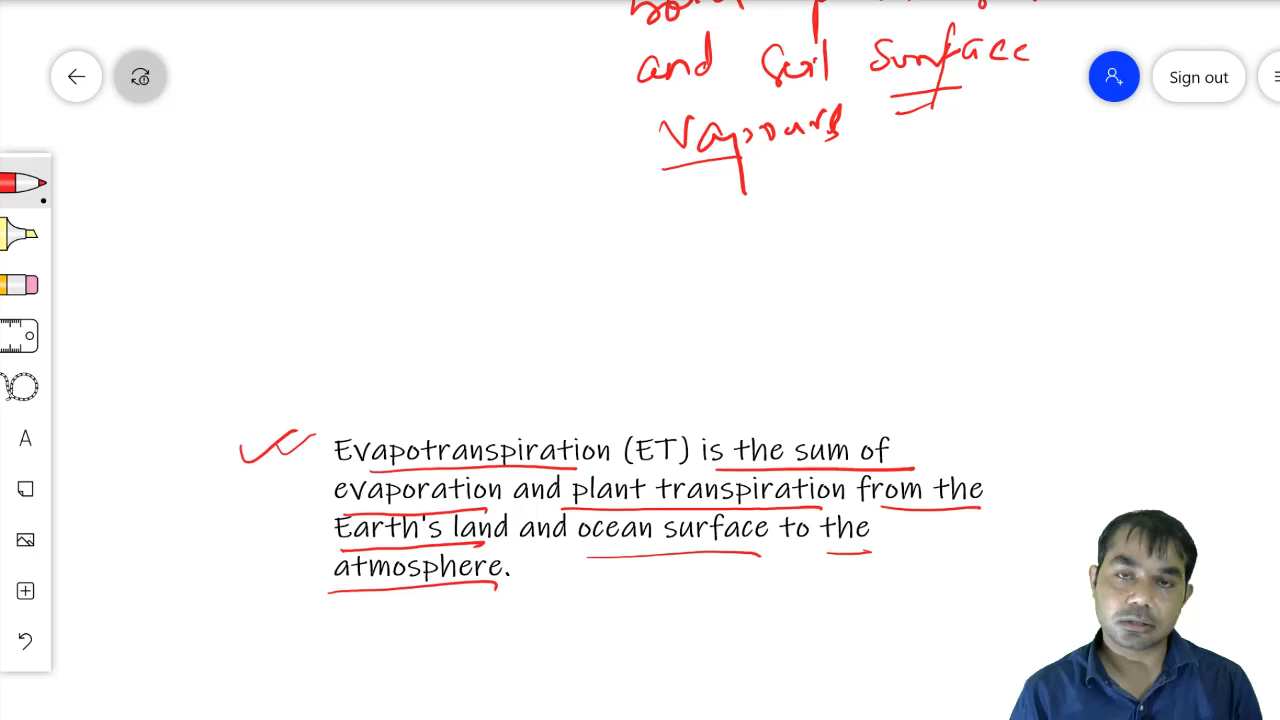 and Soil Surface
Vapours
Sign out
A
Evapotranspiration (ET) is the sum of
evaporation and plant transpiration from the
Earth's land and ocean surface to the
atmosphere.